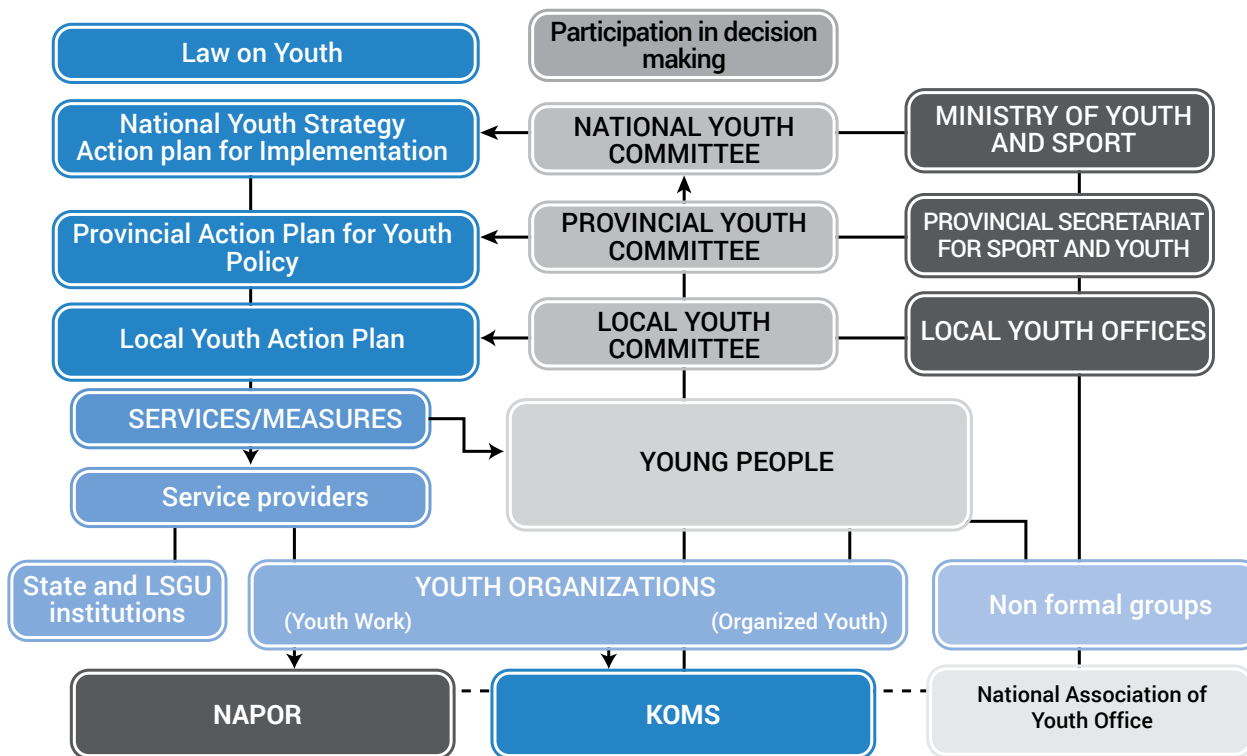 Law on Youth
Participation in decision
making
National Youth Strategy
Action plan for Implementation
NATIONAL YOUTH
COMMITTEE
MINISTRY OF YOUTH
AND SPORT
Provincial Action Plan for Youth
Policy
PROVINCIAL YOUTH
COMMITTEE
PROVINCIAL SECRETARIAT
FOR SPORT AND YOUTH
Local Youth Action Plan
LOCAL YOUTH
COMMITTEE
LOCAL YOUTH OFFICES
SERVICES/MEASURES
YOUNG PEOPLE
Service providers
State and LSGU
institutions
YOUTH ORGANIZATIONS
(Youth Work)
(Organized Youth)
Non formal groups
NAPOR
KOMS
National Association of
Youth Office